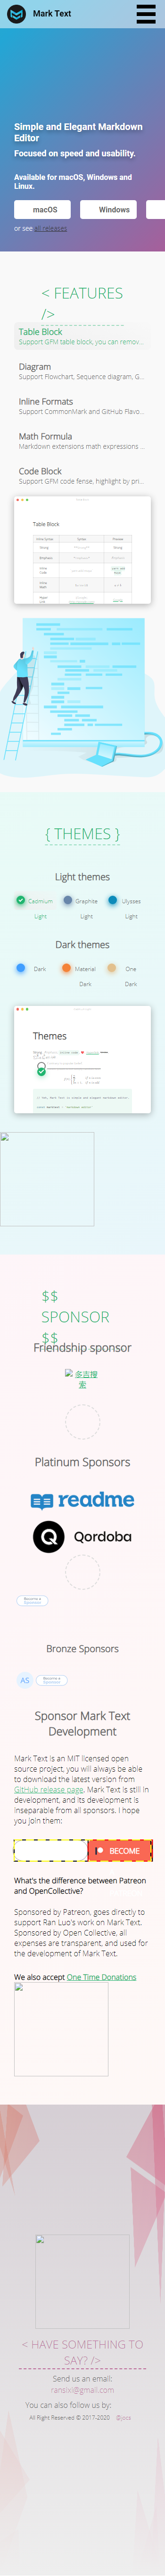 Mark Text
Simple and Elegant Markdown
Editor
Focused on speed and usability.
Available for macOS, Windows and
Linux.
macOS
Windows
or see all releases
< FEATURES
/>
Table Block
Support GFM table block, you can remov...
Diagram
Support Flowchart, Sequence diagram, G...
Inline Formats
Support CommonMark and GitHub Flavo...
Math Formula
Markdown extensions math expressions ...
Code Block
Support GFM code fense, highlight by pri...
Table Block
{ THEMES }
Light themes
Cadmium
Light
Graphite
Light
Ulysses
Light
Dark themes
Dark
Material
Dark
One
Dark
Themes
$$
SPONSOR
$$
Friendship sponsor
多吉搜
索
Platinum Sponsors
readme
Qordoba
Become a
Sponsor
Bronze Sponsors
AS
Become a
Sponsor
Sponsor Mark Text
Development
Mark Text is an MIT licensed open
source project, you will always be able
to download the latest version from
GitHub release page. Mark Text is still in
development, and its development is
inseparable from all sponsors. I hope
you join them:
BECOME
What's the difference between Patreon
and OpenCollective?
Sponsored by Patreon, goes directly to
support Ran Luo's work on Mark Text.
Sponsored by Open Collective, all
expenses are transparent, and used for
the development of Mark Text.
We also accept One Time Donations
< HAVE SOMETHING TO
SAY? />
Send us an email:
ransixi@gmail.com
You can also follow us by:
All Right Reserved © 2017-2020 @Jocs